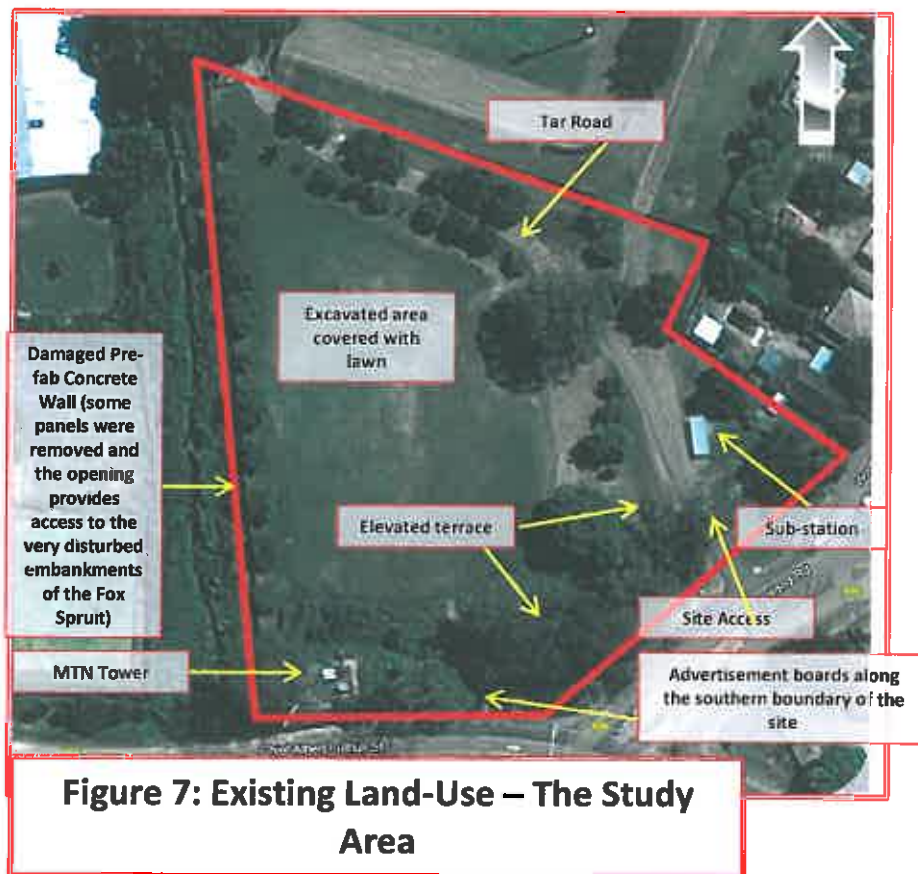 Tar Road
Excavated area
covered with
lawn
Damaged Pre-
fab Concrete
Wall (some
panels were
removed and
the opening
provides
access to the
very disturbed
embankments
of the Fox
Spruit)
Elevated terrace
Sub-station
Site Access
MTN Tower
Advertisement boards along
the southern boundary of the
site
Figure 7: Existing Land-Use – The Study
Area